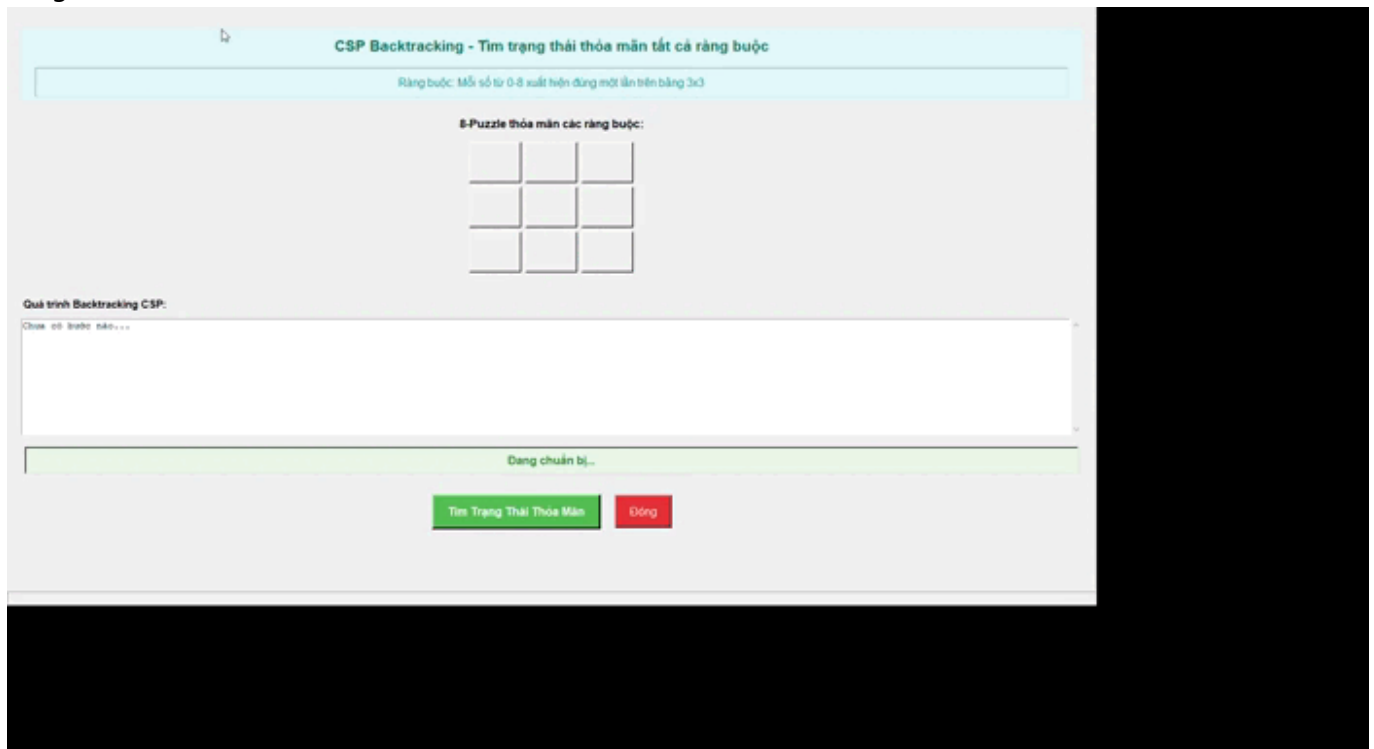 CSP Backtracking - Tìm trạng thái thỏa mãn tất cả ràng buộc
Ràng buộc: Mỗi số từ 0-8 xuất hiện đúng một lần trên bảng 3x3
8-Puzzle thỏa mãn các ràng buộc:
Quá trình Backtracking CSP:
Chưa có bước nào...
Đang chuẩn bị...
Tìm Trạng Thái Thỏa Mãn
Đóng